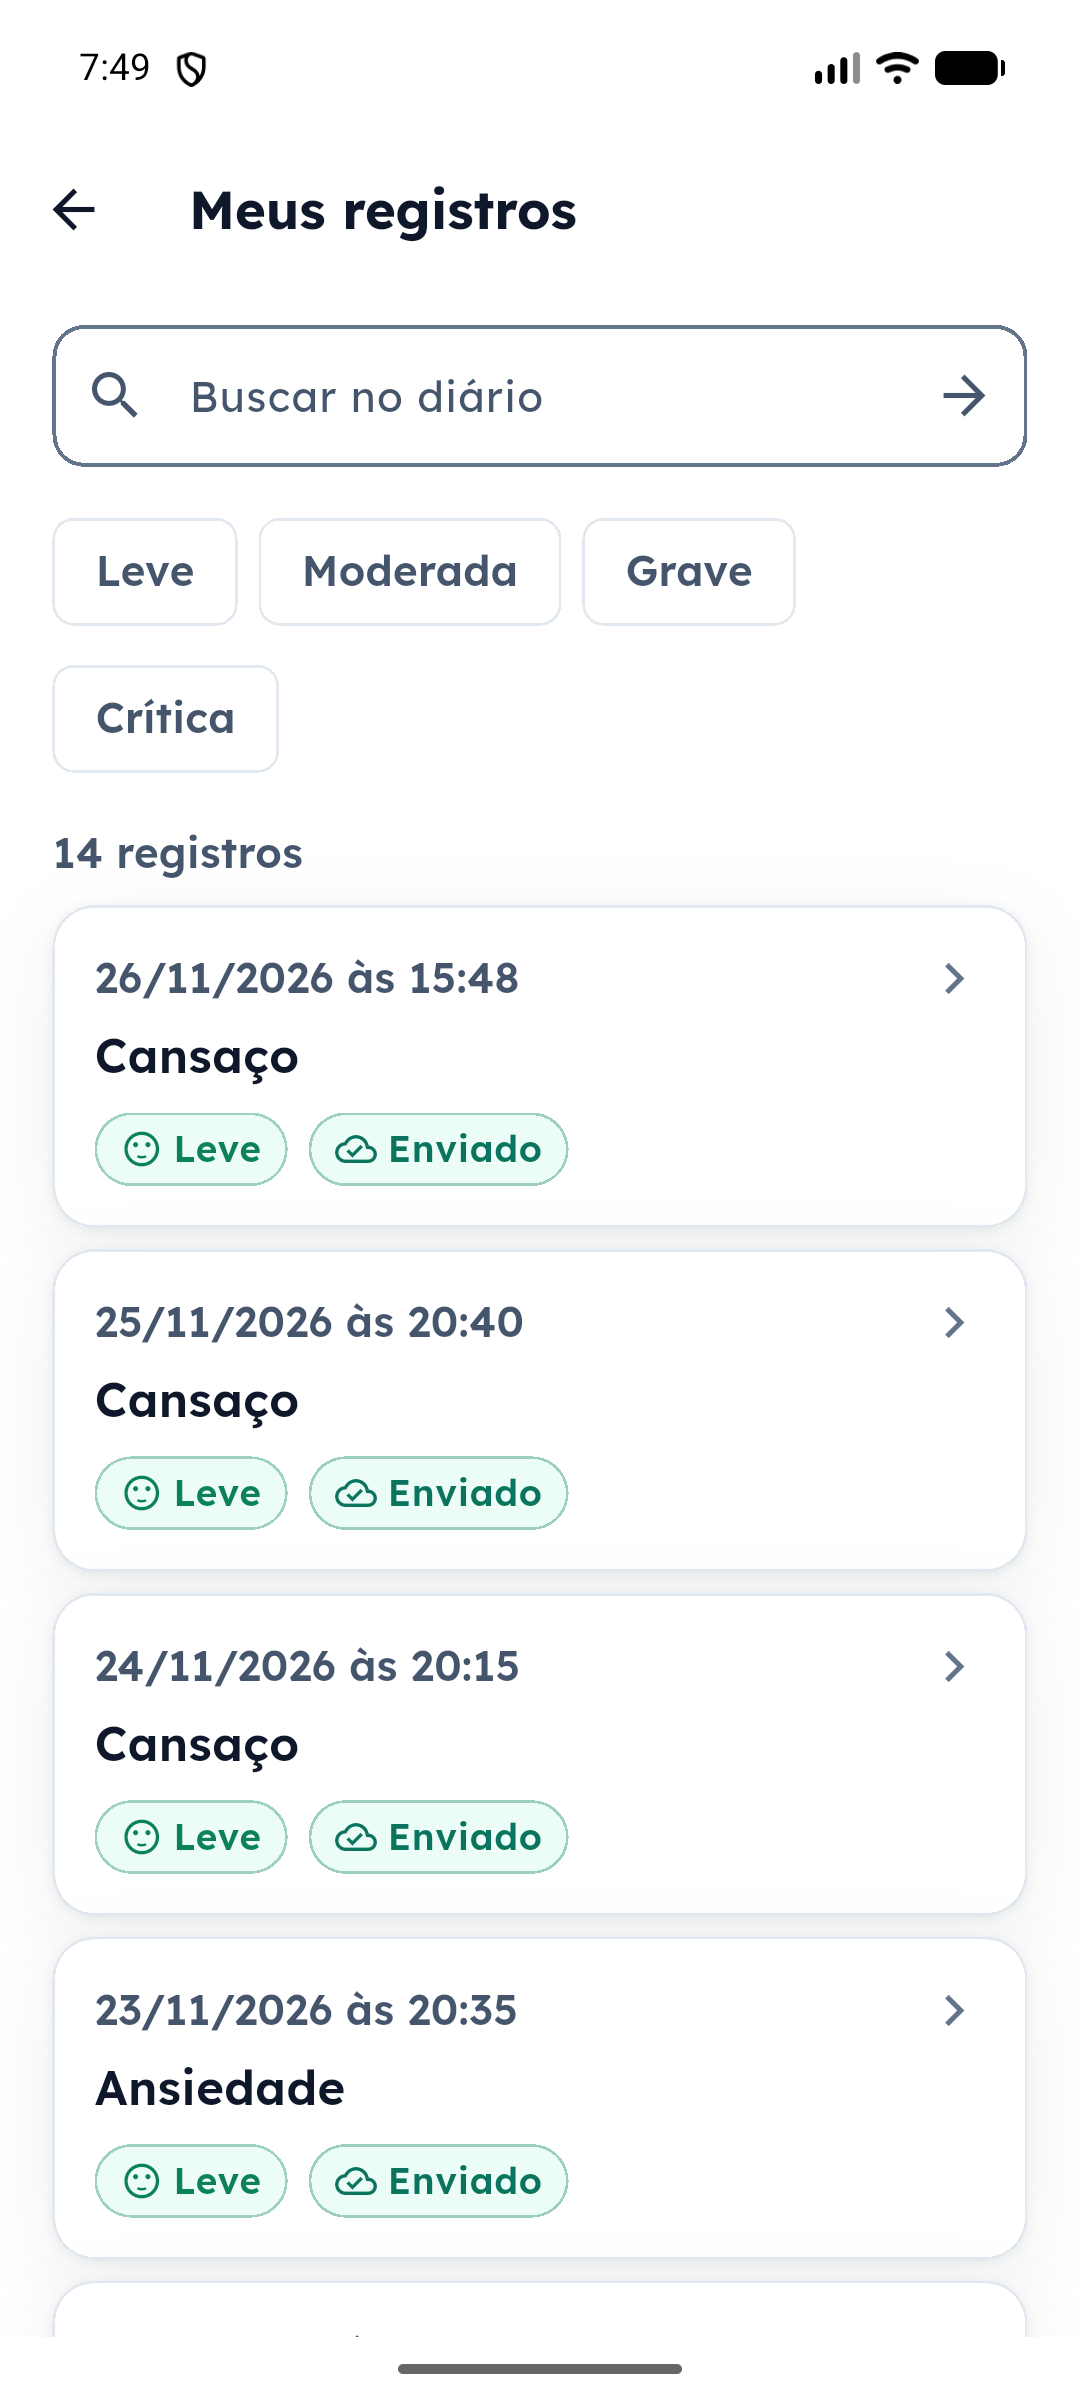 7:49
Meus registros
Buscar no diário
Leve
Moderada
Grave
Crítica
14 registros
26/11/2026 às 15:48
Cansaço
Leve
Enviado
25/11/2026 às 20:40
Cansaço
Leve
Enviado
24/11/2026 às 20:15
Cansaço
Leve
Enviado
23/11/2026 às 20:35
Ansiedade
Leve
Enviado